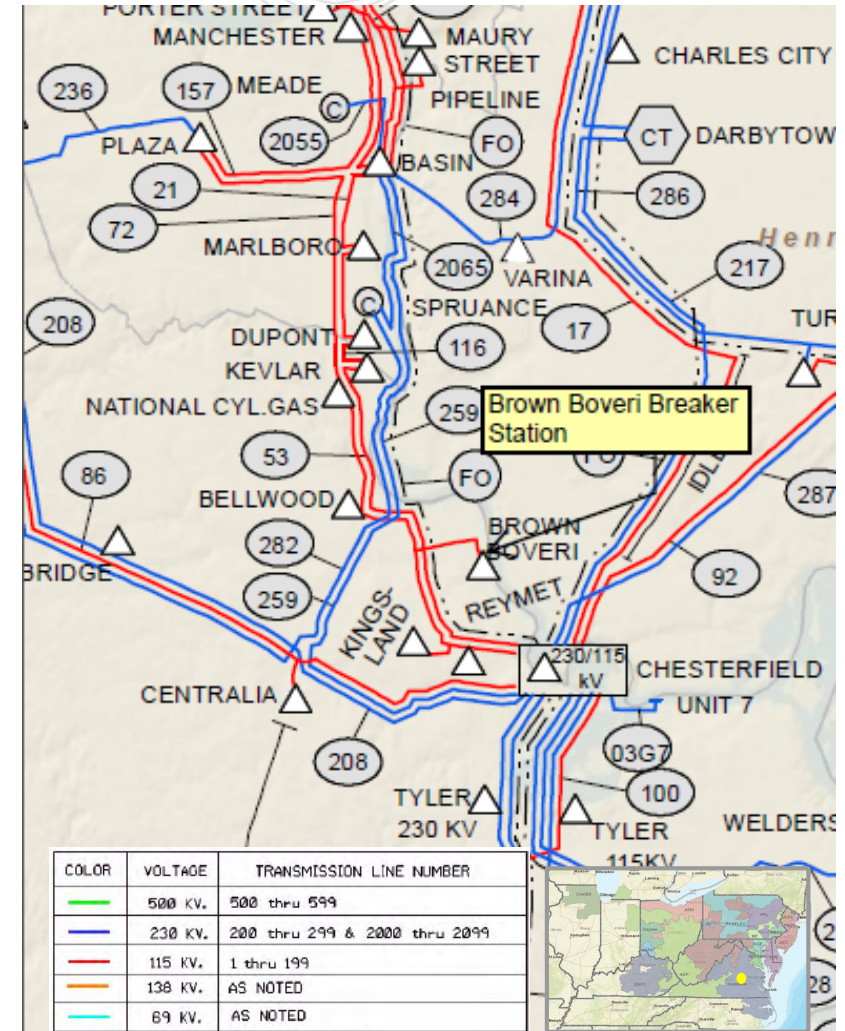 PORTER STREET
MANCHESTER
MAURY
STREET
CHARLES CITY
236
157
MEADE
C
PIPELINE
2055
FO
CT
DARBYTOW
PLAZA
BASIN
21
284
286
72
Henr
MARLBORO
2065
VARINA
217
C
SPRUANCE
208
17
TUR
DUPONT
116
KEVLAR
NATIONAL CYL.GAS
259
Brown Boveri Breaker
Station
53
FO
IDLE
86
287
BELLWOOD
BROWN
BOVERI
282
BRIDGE
92
259
REYMET
KINGS-
LAND
230/115
kV
CHESTERFIELD
UNIT 7
CENTRALIA
03G7
208
100
TYLER
230 KV
TYLER
115KV
WELDERS
COLOR VOLTAGE TRANSMISSION LINE NUMBER
500 KV. 500 thru 599
230 KV. 200 thru 299 & 2000 thru 2099
115 KV. 1 thru 199
138 KV. AS NOTED
69 KV. AS NOTED
28